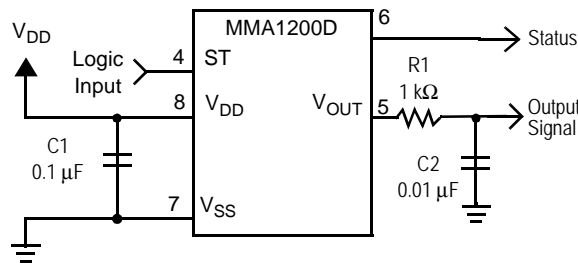 MMA1200D
6
Status
V_DD
Logic
Input
4
ST
R1
1 kΩ
8
V_DD
V_OUT
5
Output
Signal
C1
0.1 μF
C2
0.01 μF
7
V_SS